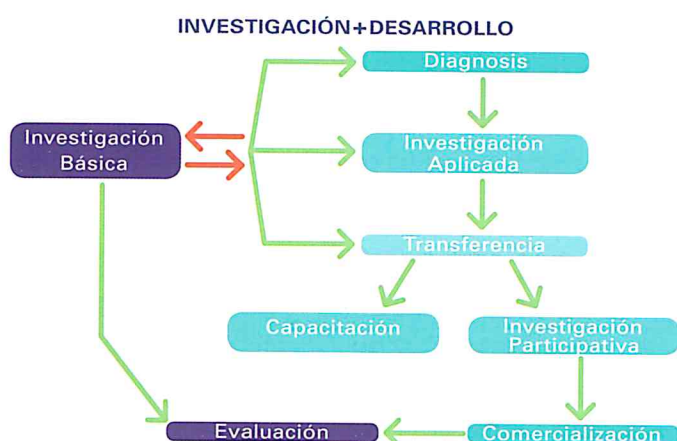 INVESTIGACIÓN+DESARROLLO
Diagnosis
Investigación
Básica
Investigación
Aplicada
Transferencia
Capacitación
Investigación
Participativa
Evaluación
Comercialización